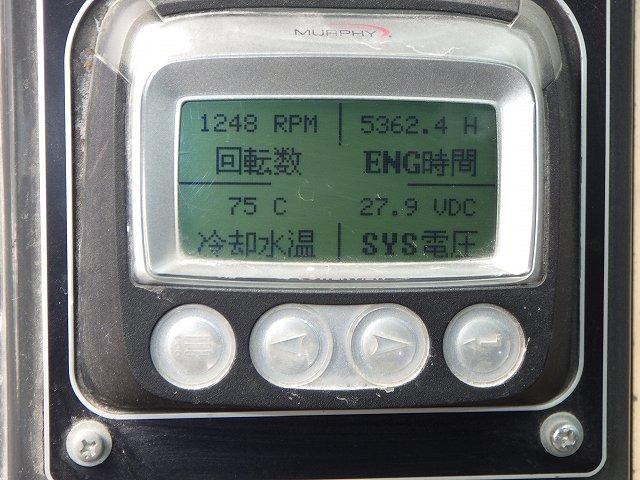 MURPHY
1248 RPM 5362.4 H
回転数 ENG時間
75 C 27.9 VDC
冷却水温 SYS電圧